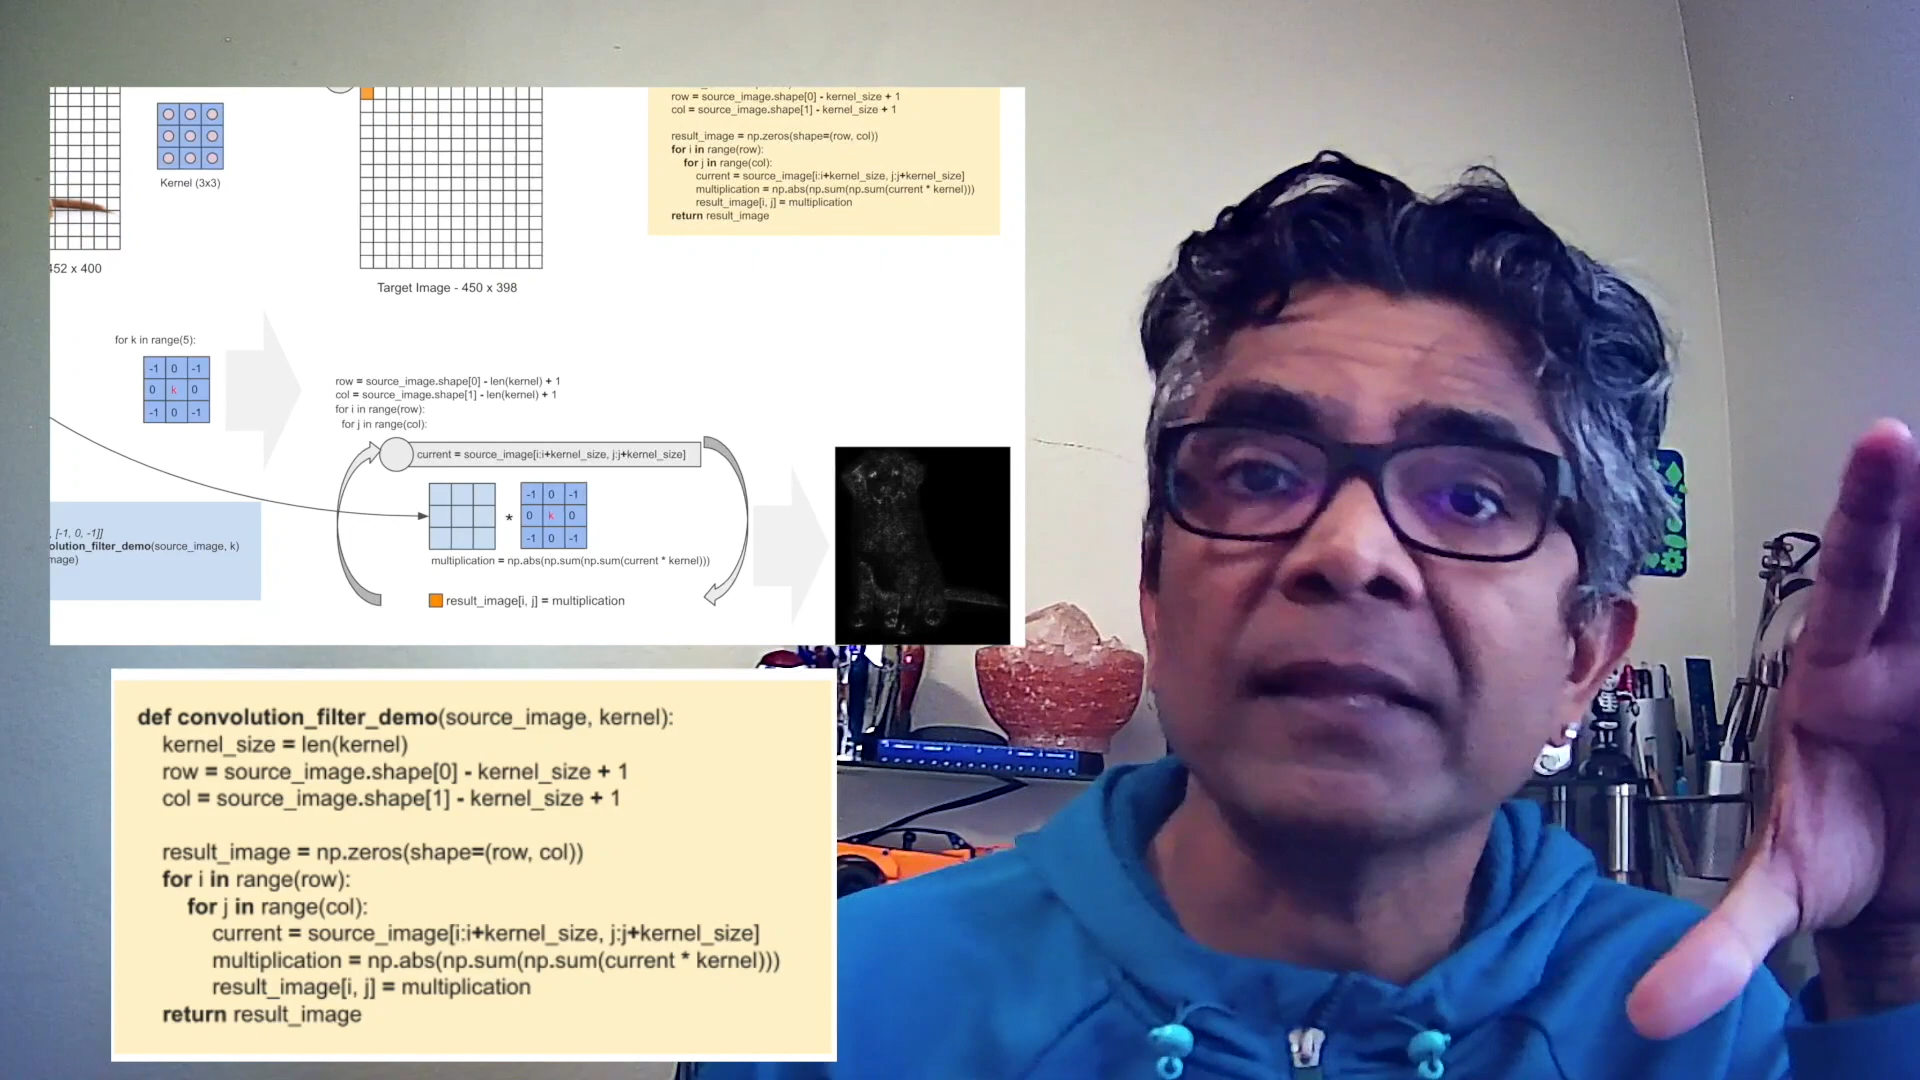 row = source_image.shape[0] - kernel_size + 1
col = source_image.shape[1] - kernel_size + 1
result_image = np.zeros(shape=(row, col))
for i in range(row):
for j in range(col):
current = source_image[i:i+kernel_size, j:j+kernel_size]
multiplication = np.abs(np.sum(np.sum(current * kernel)))
result_image[i, j] = multiplication
return result_image
Kernel (3x3)
452 x 400
Target Image - 450 x 398
for k in range(5):
-1 0 -1
0 k 0
-1 0 -1
row = source_image.shape[0] - len(kernel) + 1
col = source_image.shape[1] - len(kernel) + 1
for i in range(row):
for j in range(col):
current = source_image[i:i+kernel_size, j:j+kernel_size]
-1 0 -1
* 0 k 0
-1 0 -1
multiplication = np.abs(np.sum(np.sum(current * kernel)))
result_image[i, j] = multiplication
, [-1, 0, -1]]
olution_filter_demo(source_image, k)
mage)
def convolution_filter_demo(source_image, kernel):
kernel_size = len(kernel)
row = source_image.shape[0] - kernel_size + 1
col = source_image.shape[1] - kernel_size + 1
result_image = np.zeros(shape=(row, col))
for i in range(row):
for j in range(col):
current = source_image[i:i+kernel_size, j:j+kernel_size]
multiplication = np.abs(np.sum(np.sum(current * kernel)))
result_image[i, j] = multiplication
return result_image